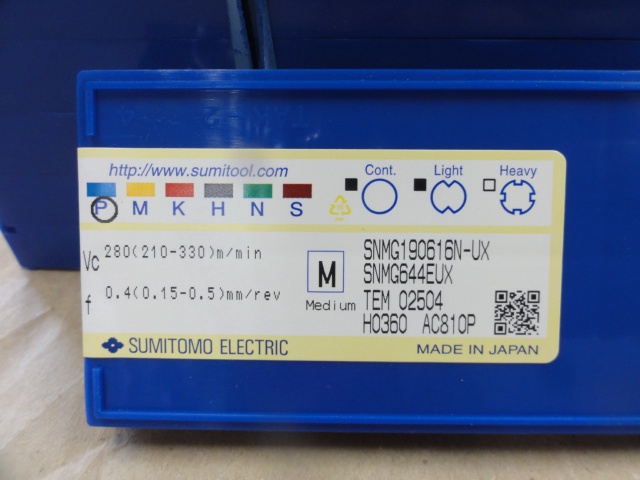 http://www.sumitool.com
Cont. Light Heavy
P M K H N S
Vc 280(210-330)m/min
f 0.4(0.15-0.5)mm/rev
M
Medium
SNMG190616N-UX
SNMG644EUX
TEM 02504
H0360 AC810P
SUMITOMO ELECTRIC
MADE IN JAPAN